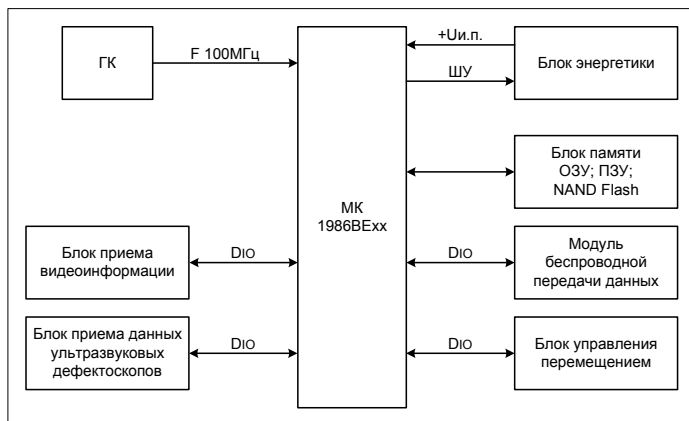 ГК
F 100МГц
+Uи.п.
ШУ
Блок энергетики
Блок памяти
ОЗУ; ПЗУ;
NAND Flash
МК
1986ВЕхх
Блок приема
видеоинформации
DIO
DIO
Модуль
беспроводной
передачи данных
Блок приема данных
ультразвуковых
дефектоскопов
DIO
DIO
Блок управления
перемещением